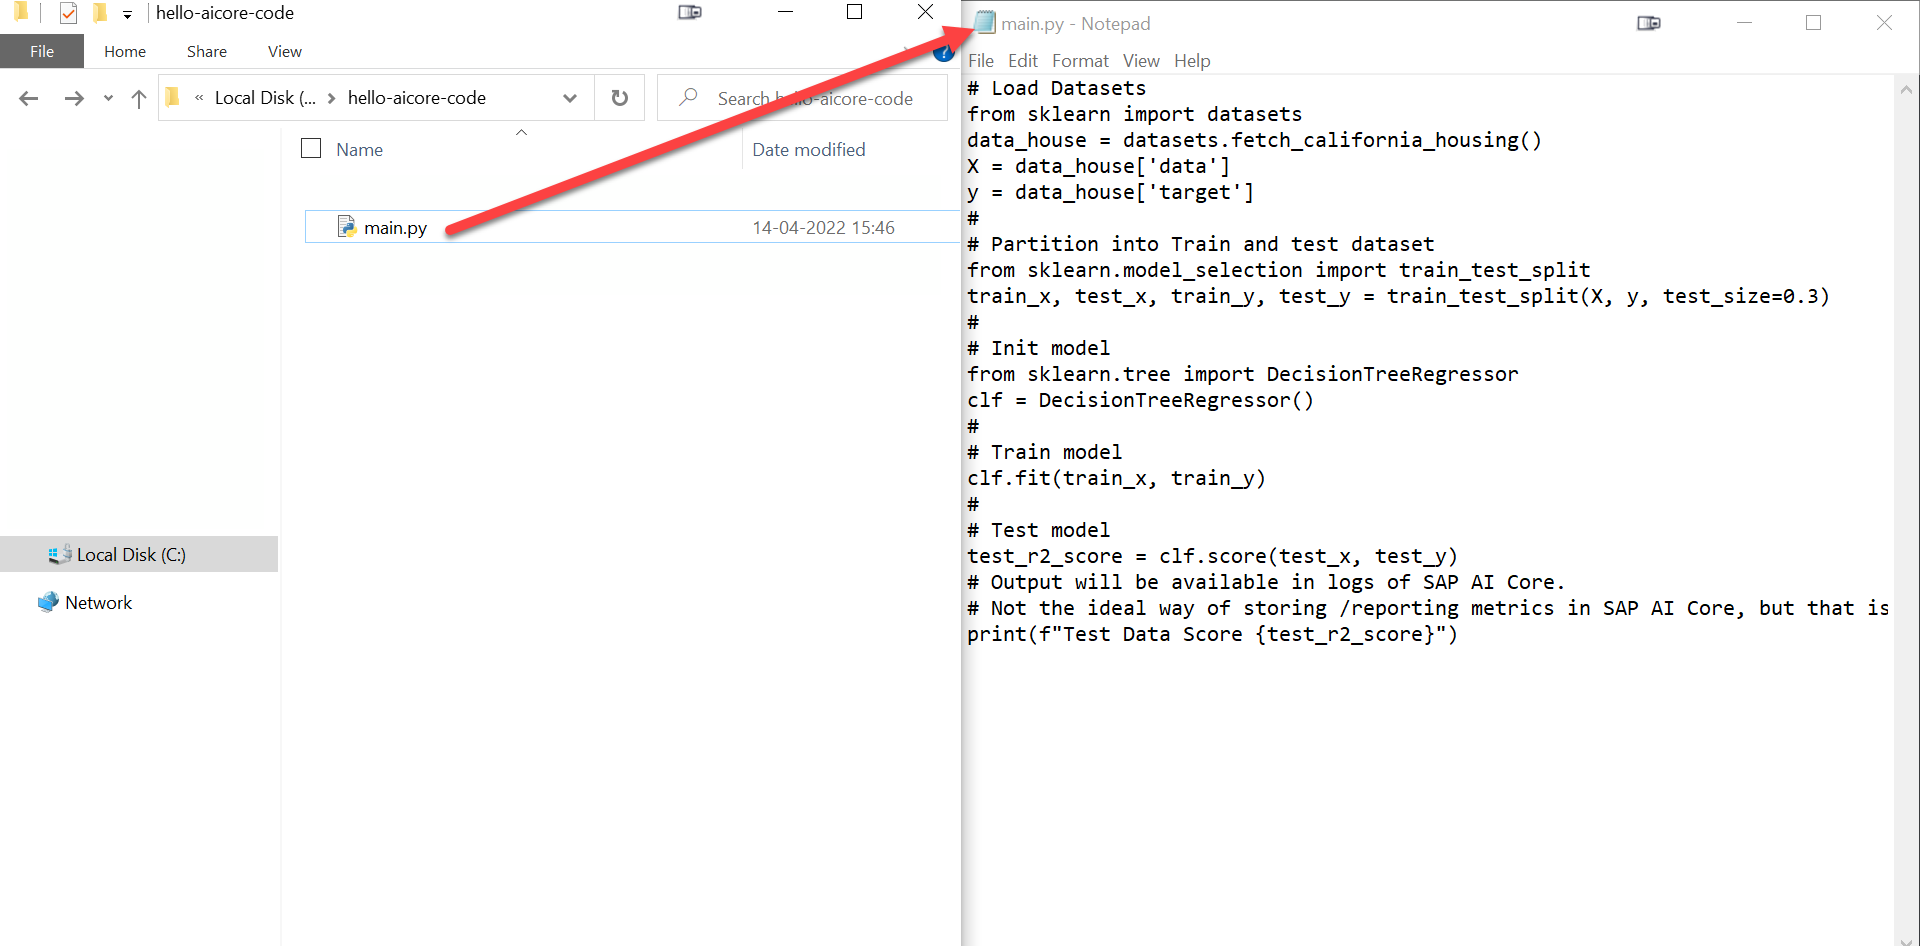 hello-aicore-code
File Home Share View
« Local Disk (... > hello-aicore-code
Search hello-aicore-code
Name Date modified
main.py 14-04-2022 15:46
Local Disk (C:)
Network
main.py - Notepad
File Edit Format View Help
# Load Datasets
from sklearn import datasets
data_house = datasets.fetch_california_housing()
X = data_house['data']
y = data_house['target']
#
# Partition into Train and test dataset
from sklearn.model_selection import train_test_split
train_x, test_x, train_y, test_y = train_test_split(X, y, test_size=0.3)
#
# Init model
from sklearn.tree import DecisionTreeRegressor
clf = DecisionTreeRegressor()
#
# Train model
clf.fit(train_x, train_y)
#
# Test model
test_r2_score = clf.score(test_x, test_y)
# Output will be available in logs of SAP AI Core.
# Not the ideal way of storing /reporting metrics in SAP AI Core, but that is
print(f"Test Data Score {test_r2_score}")